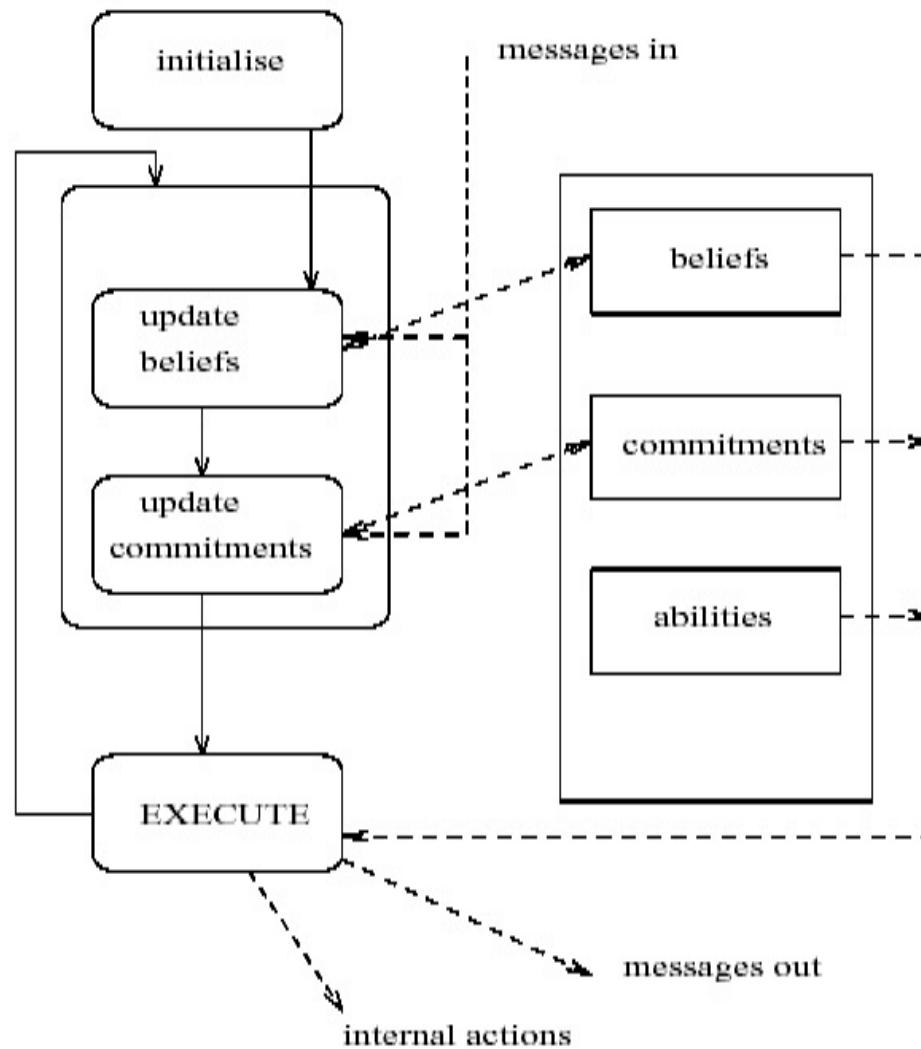 initialise
messages in
beliefs
update
beliefs
commitments
update
commitments
abilities
EXECUTE
messages out
internal actions